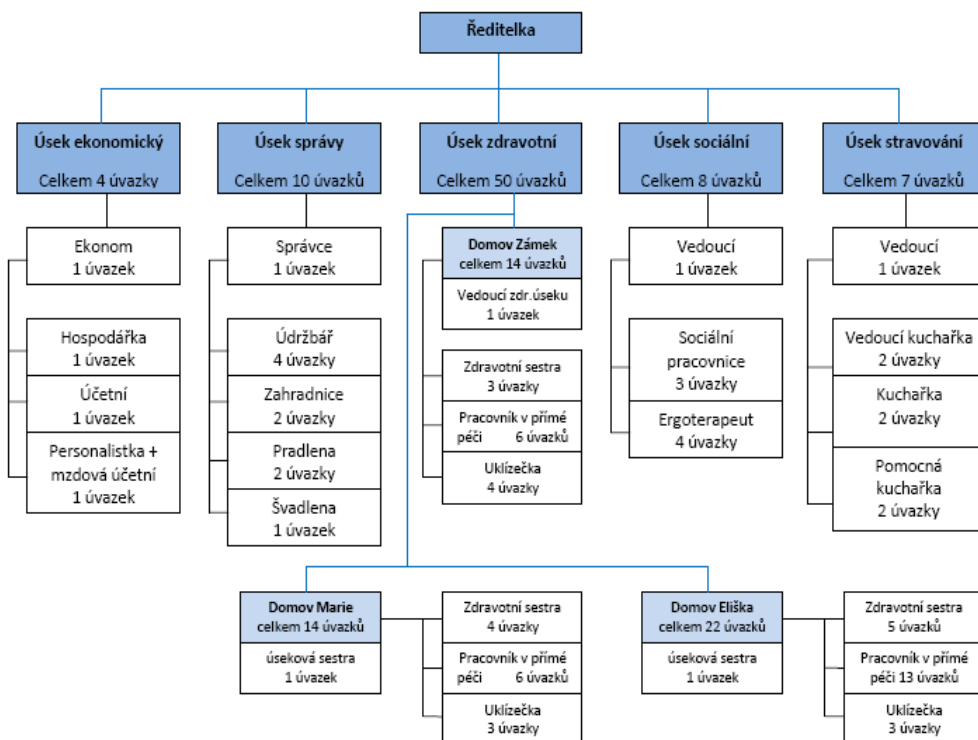 Ředitelka
Úsek ekonomický
Celkem 4 úvazky
Úsek správy
Celkem 10 úvazků
Úsek zdravotní
Celkem 50 úvazků
Úsek sociální
Celkem 8 úvazků
Úsek stravování
Celkem 7 úvazků
Ekonom
1 úvazek
Hospodářka
1 úvazek
Účetní
1 úvazek
Personalistka +
mzdová účetní
1 úvazek
Správce
1 úvazek
Údržbář
4 úvazky
Zahradnice
2 úvazky
Pradlena
2 úvazky
Švadlena
1 úvazek
Domov Zámek
celkem 14 úvazků
Vedoucí zdr.úseku
1 úvazek
Zdravotní sestra
3 úvazky
Pracovník v přímé
péči 6 úvazků
Uklízečka
4 úvazky
Vedoucí
1 úvazek
Sociální
pracovnice
3 úvazky
Ergoterapeut
4 úvazky
Vedoucí
1 úvazek
Vedoucí kuchařka
2 úvazky
Kuchařka
2 úvazky
Pomocná
kuchařka
2 úvazky
Domov Marie
celkem 14 úvazků
úseková sestra
1 úvazek
Zdravotní sestra
4 úvazky
Pracovník v přímé
péči 6 úvazků
Uklízečka
3 úvazky
Domov Eliška
celkem 22 úvazků
úseková sestra
1 úvazek
Zdravotní sestra
5 úvazků
Pracovník v přímé
péči 13 úvazků
Uklízečka
3 úvazky